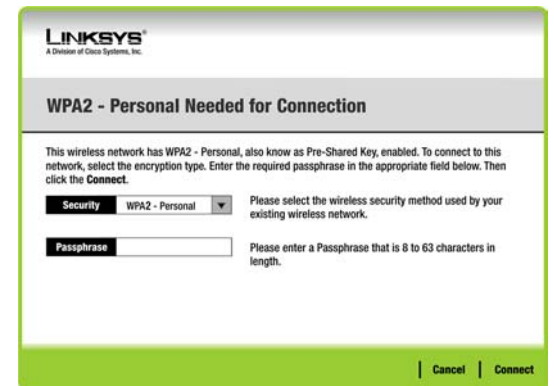 LINKSYS®
A Division of Cisco Systems, Inc.
WPA2 - Personal Needed for Connection
This wireless network has WPA2 - Personal, also know as Pre-Shared Key, enabled. To connect to this
network, select the encryption type. Enter the required passphrase in the appropriate field below. Then
click the Connect.
Security WPA2 - Personal Please select the wireless security method used by your
existing wireless network.
Passphrase Please enter a Passphrase that is 8 to 63 characters in
length.
Cancel Connect